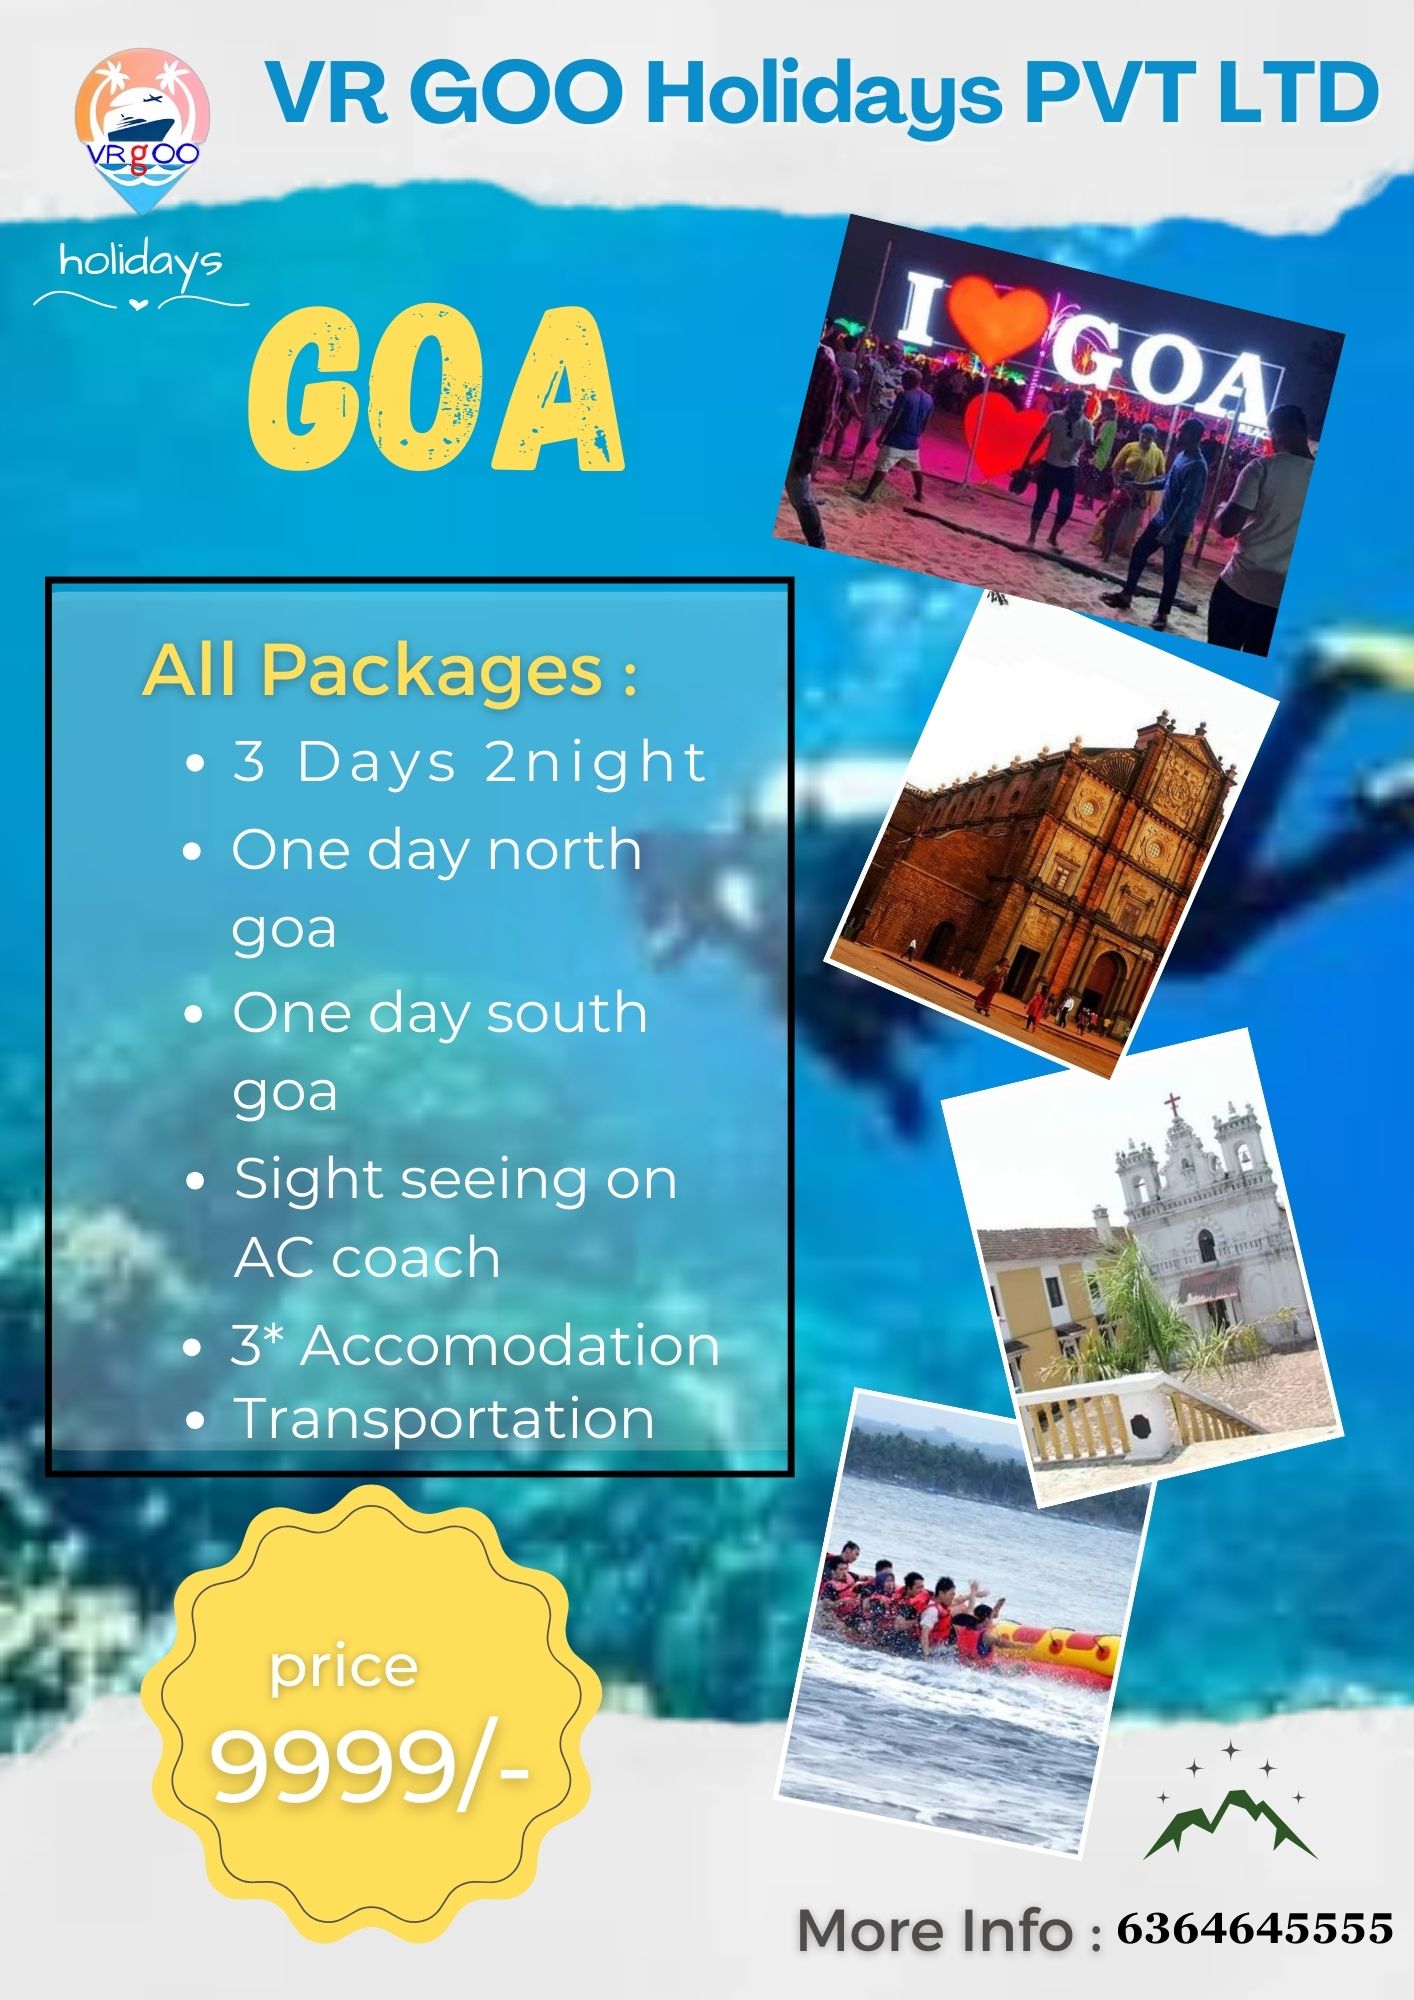 VR GOO Holidays PVT LTD
VRgOO
holidays
GOA
I GOA
BEACH
All Packages :
• 3 Days 2night
• One day north
goa
• One day south
goa
• Sight seeing on
AC coach
• 3* Accomodation
• Transportation
price
9999/-
More Info : 6364645555